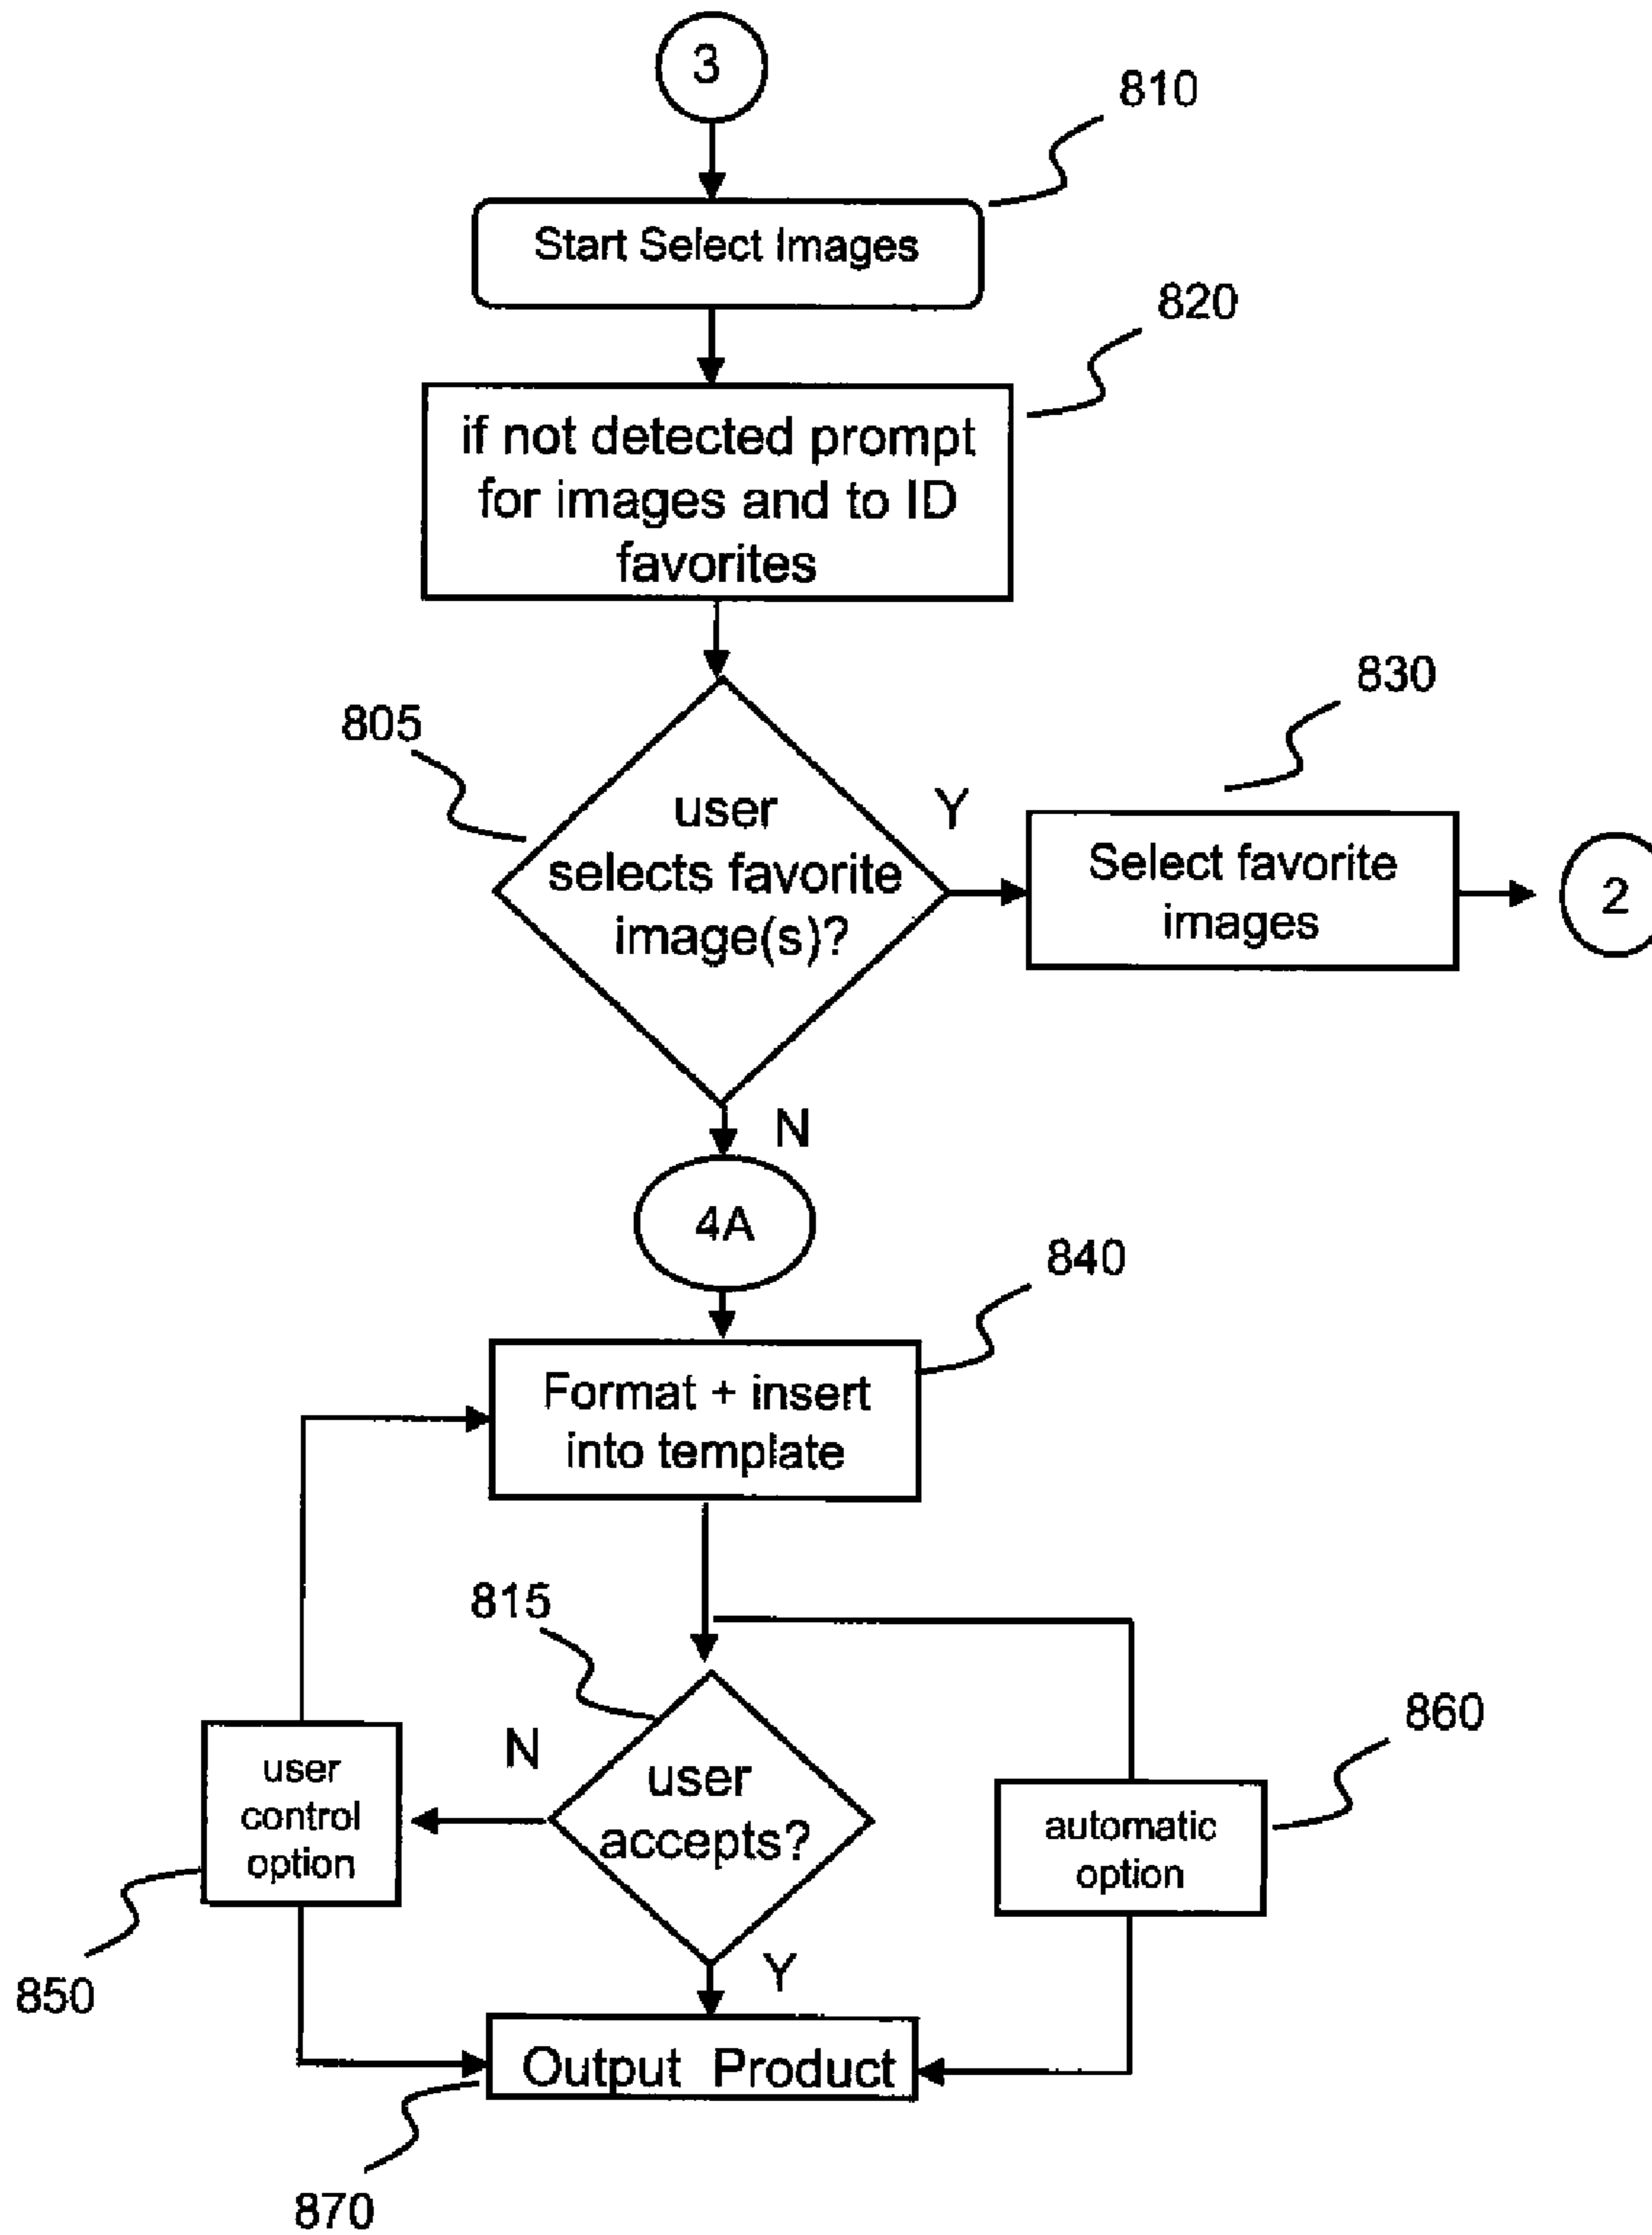 3
810
Start Select Images
820
if not detected prompt
for images and to ID
favorites
805
830
user
selects favorite
image(s)?
Y
Select favorite
images
2
N
4A
840
Format + insert
into template
815
860
N
user
control
option
user
accepts?
automatic
option
850
Y
Output Product
870